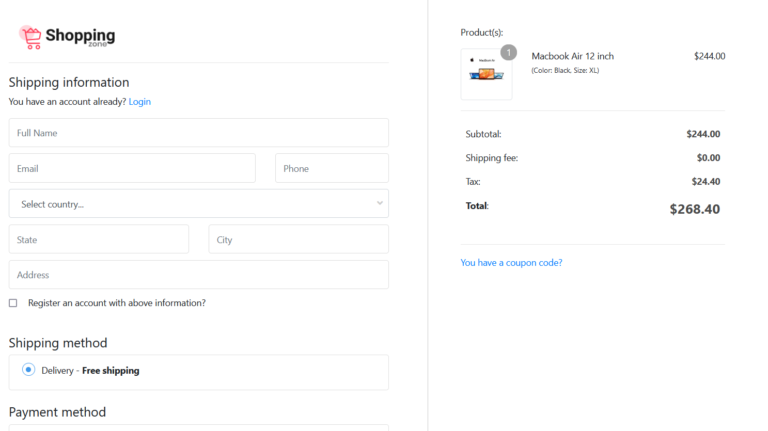 Shopping
zone
Shipping information
You have an account already? Login
Full Name
Email
Phone
Select country...
State
City
Address
Register an account with above information?
Shipping method
Delivery - Free shipping
Payment method
Product(s):
1
Macbook Air 12 inch
$244.00
(Color: Black, Size: XL)
Subtotal:
$244.00
Shipping fee:
$0.00
Tax:
$24.40
Total:
$268.40
You have a coupon code?